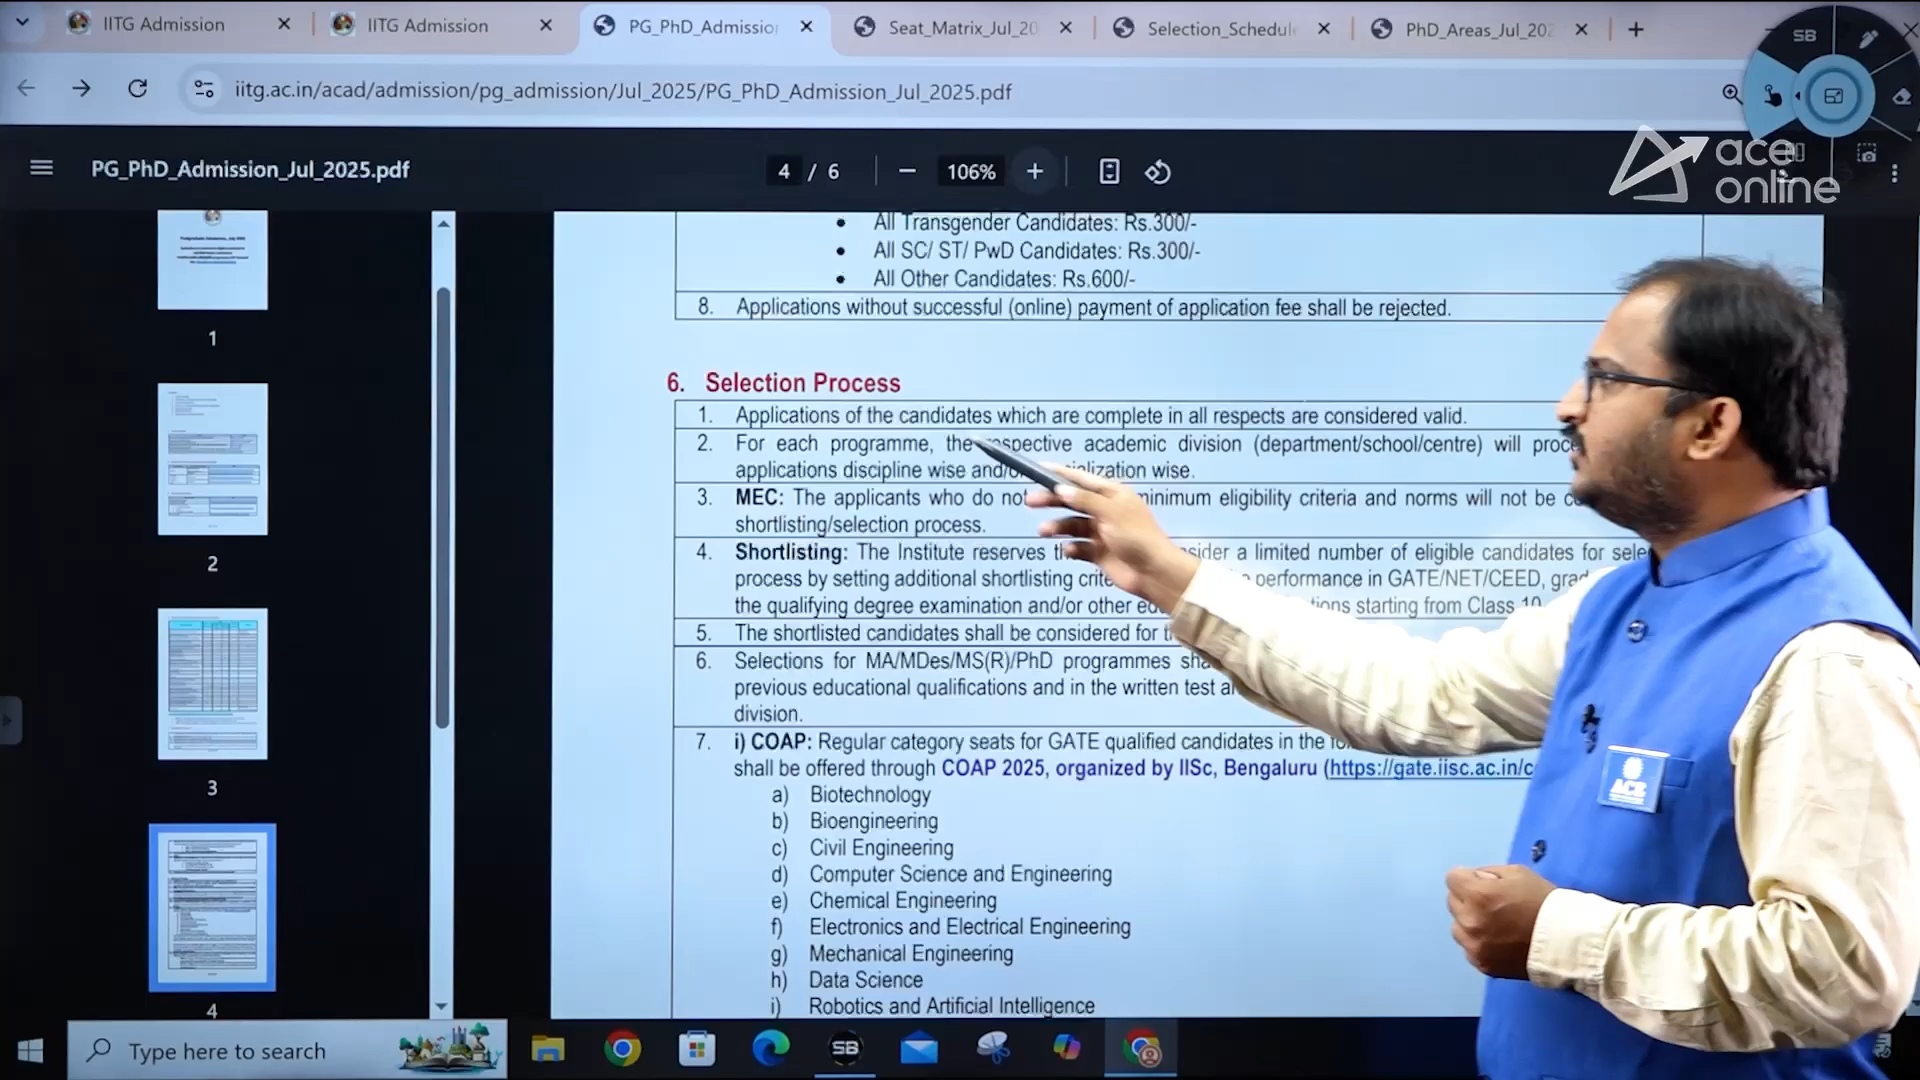 IITG Admission
IITG Admission
PG_PhD_Admissio
Seat_Matrix_Jul_20
Selection_Schedul
PhD_Areas_Jul_202
SB
iitg.ac.in/acad/admission/pg_admission/Jul_2025/PG_PhD_Admission_Jul_2025.pdf
PG_PhD_Admission_Jul_2025.pdf
4 / 6
106%
ace
online
1
2
3
4
• All Transgender Candidates: Rs.300/-
• All SC/ ST/ PwD Candidates: Rs.300/-
• All Other Candidates: Rs.600/-
8. Applications without successful (online) payment of application fee shall be rejected.
6. Selection Process
1. Applications of the candidates which are complete in all respects are considered valid.
2. For each programme, the respective academic division (department/school/centre) will
applications discipline wise and/ wise.
3. MEC: The applicants who do not minimum eligibility criteria and norms will not be
shortlisting/selection process.
4. Shortlisting: The Institute reserves a limited number of eligible candidates for
process by setting additional shortlisting performance in GATE/NET/CEED,
the qualifying degree examination and/or other starting from Class 10
5. The shortlisted candidates shall be considered for
6. Selections for MA/MDes/MS(R)/PhD programmes
previous educational qualifications and in the written test
division.
7. i) COAP: Regular category seats for GATE qualified candidates in the
shall be offered through COAP 2025, organized by IISc, Bengaluru (https://gate.iisc.ac.in/c
a) Biotechnology
b) Bioengineering
c) Civil Engineering
d) Computer Science and Engineering
e) Chemical Engineering
f) Electronics and Electrical Engineering
g) Mechanical Engineering
h) Data Science
i) Robotics and Artificial Intelligence
ACE
Type here to search
SB